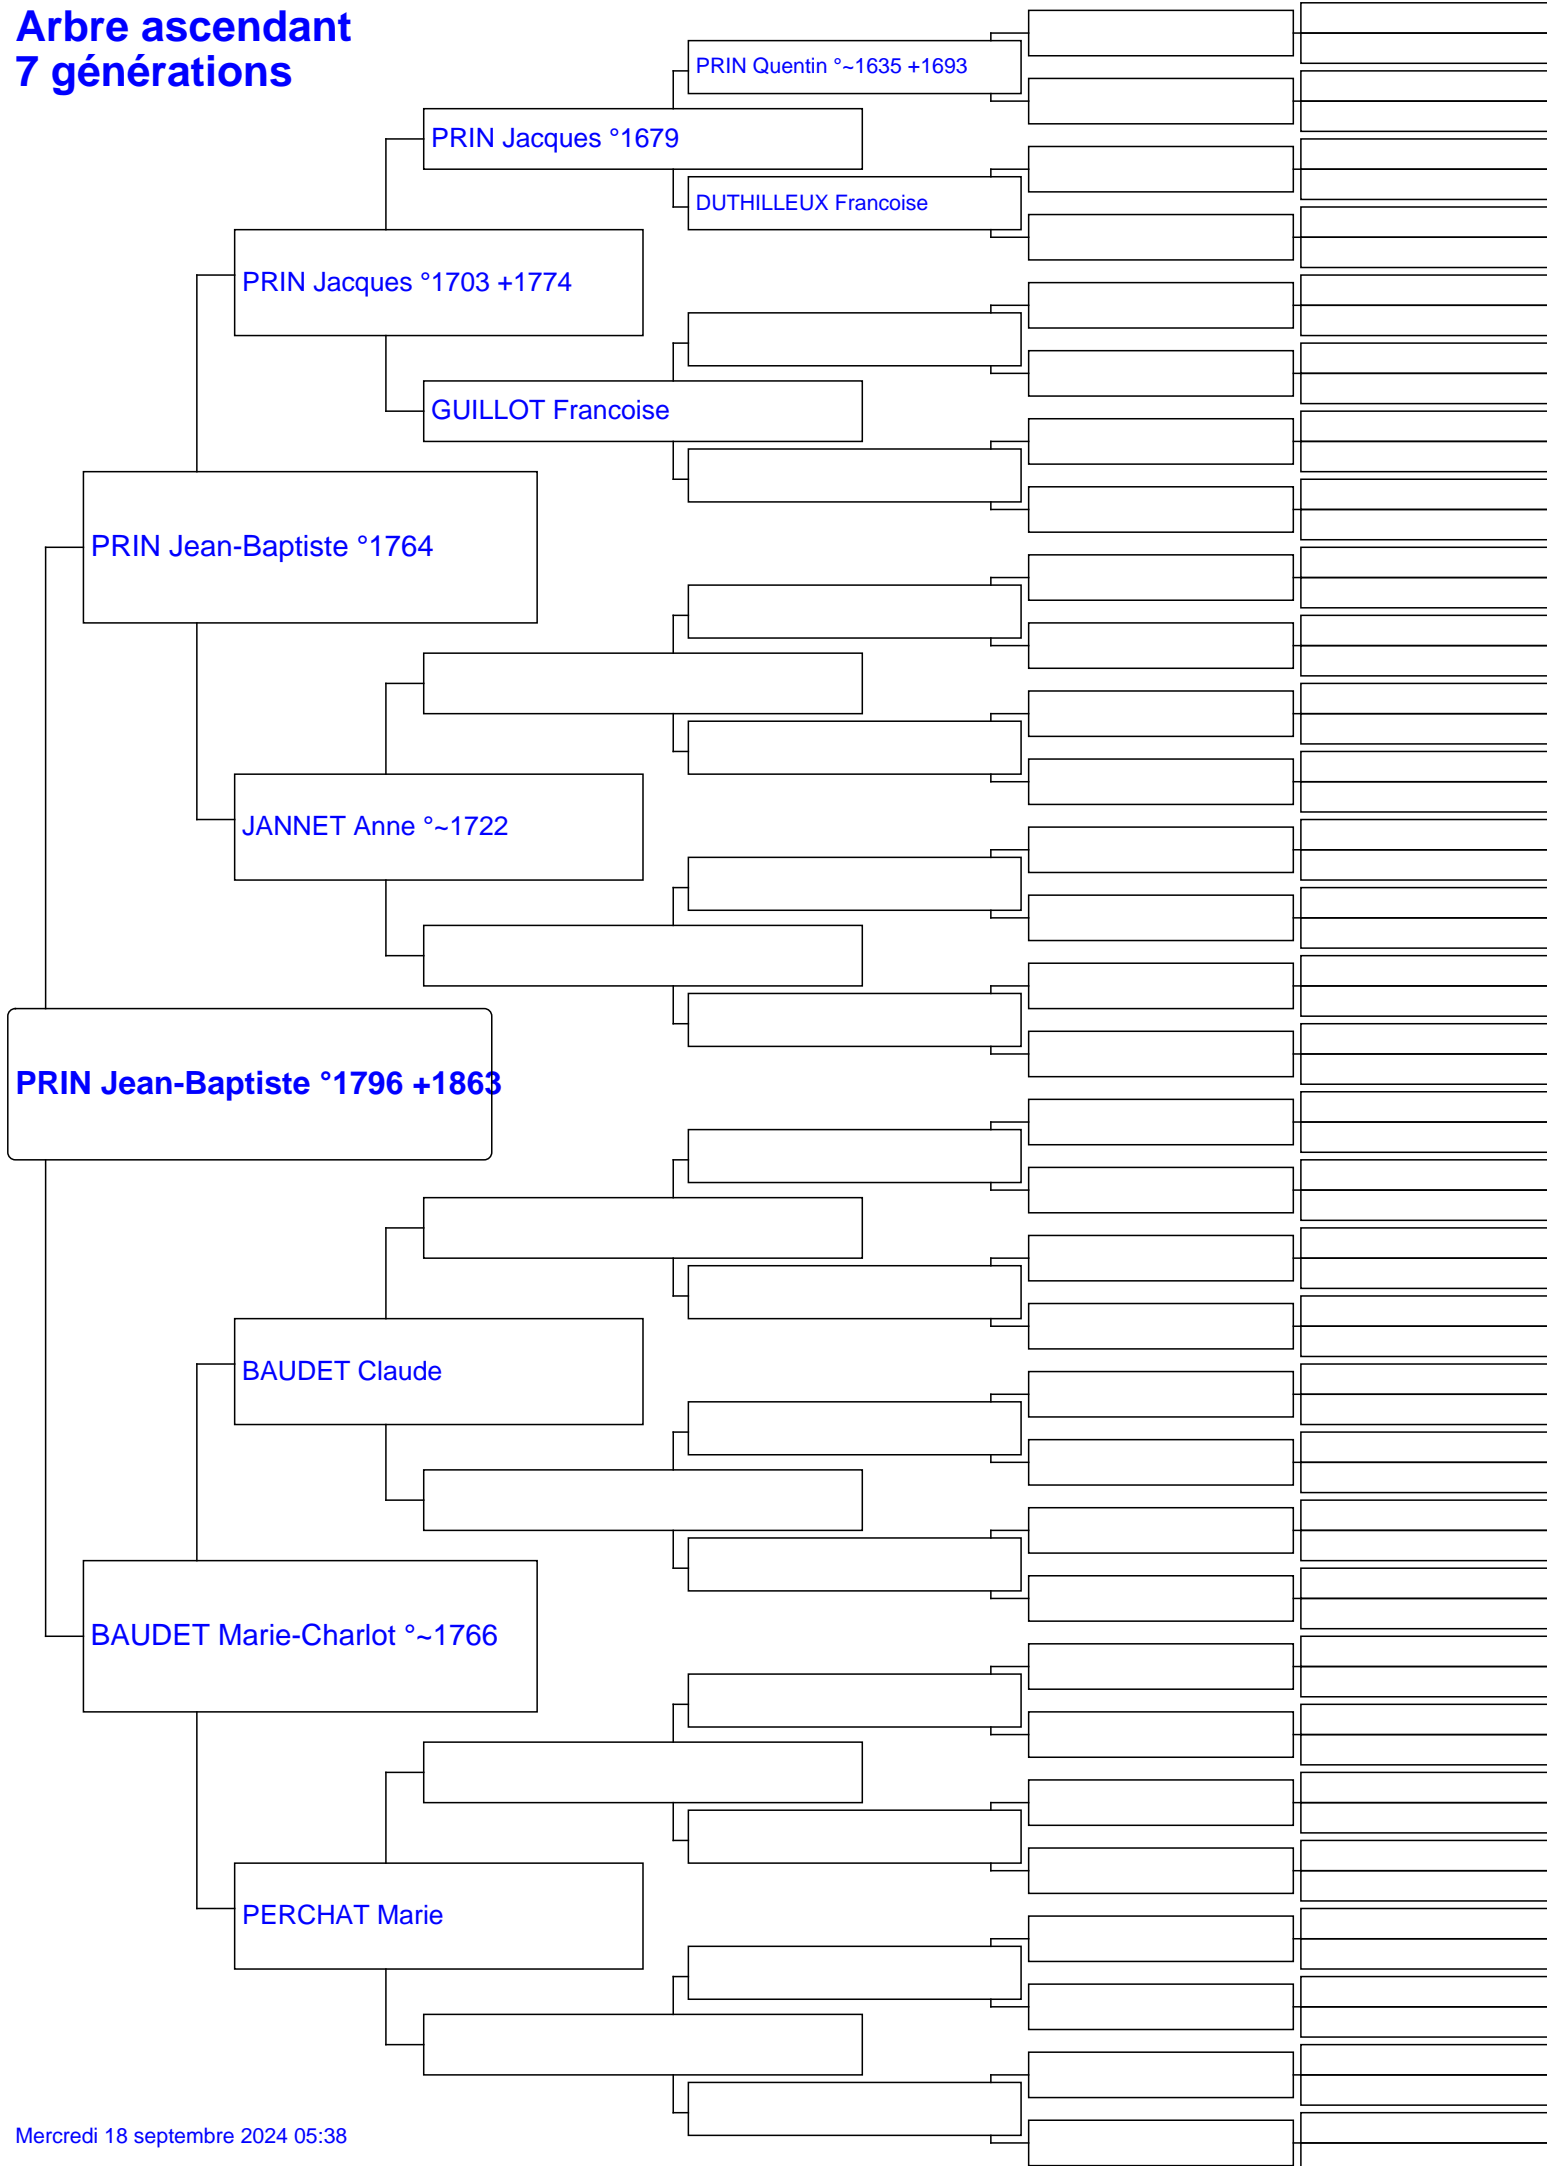 Arbre ascendant
7 générations
PRIN Quentin °~1635 +1693
PRIN Jacques °1679
DUTHILLEUX Francoise
PRIN Jacques °1703 +1774
GUILLOT Francoise
PRIN Jean-Baptiste °1764
JANNET Anne °~1722
PRIN Jean-Baptiste °1796 +1863
BAUDET Claude
BAUDET Marie-Charlot °~1766
PERCHAT Marie
Mercredi 18 septembre 2024 05:38